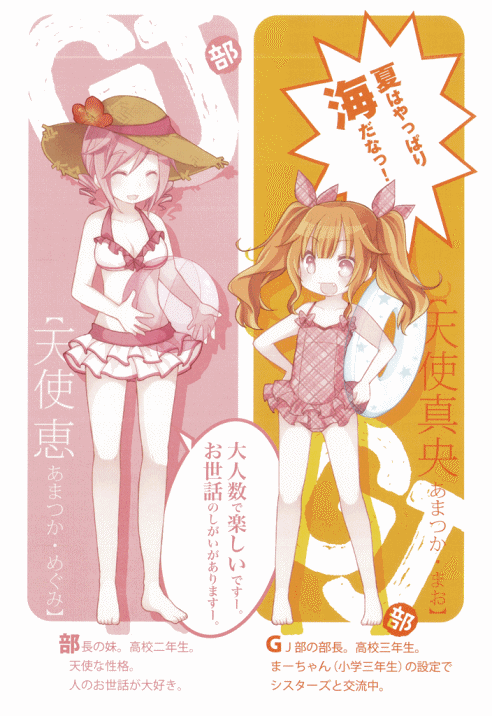 夏はやっぱり
海だなっ！
GJ
部
【天使真央 あまつか・まお】
GJ
部
GJ部の部長。高校三年生。
まーちゃん（小学三年生）の設定で
シスターズと交流中。
【天使恵 あまつか・めぐみ】
大人数で楽しいですー。
お世話のしがいがありますー。
部長の妹。高校二年生。
天使な性格。
人のお世話が大好き。